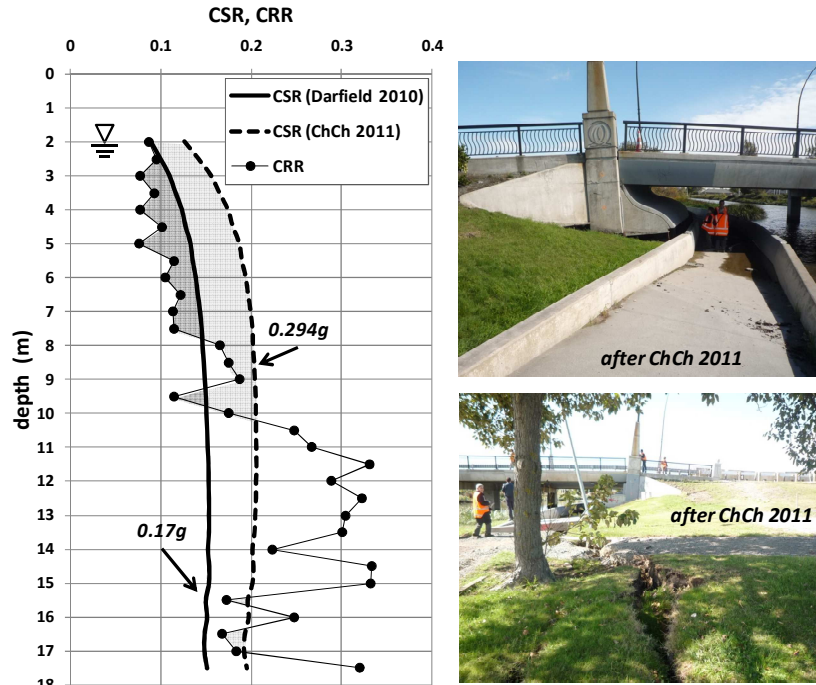 CSR, CRR
0 0.1 0.2 0.3 0.4
0
1
2
3
4
5
6
7
8
9
10
11
12
13
14
15
16
17
18
depth (m)
CSR (Darfield 2010)
CSR (ChCh 2011)
CRR
0.294g
0.17g
after ChCh 2011
after ChCh 2011